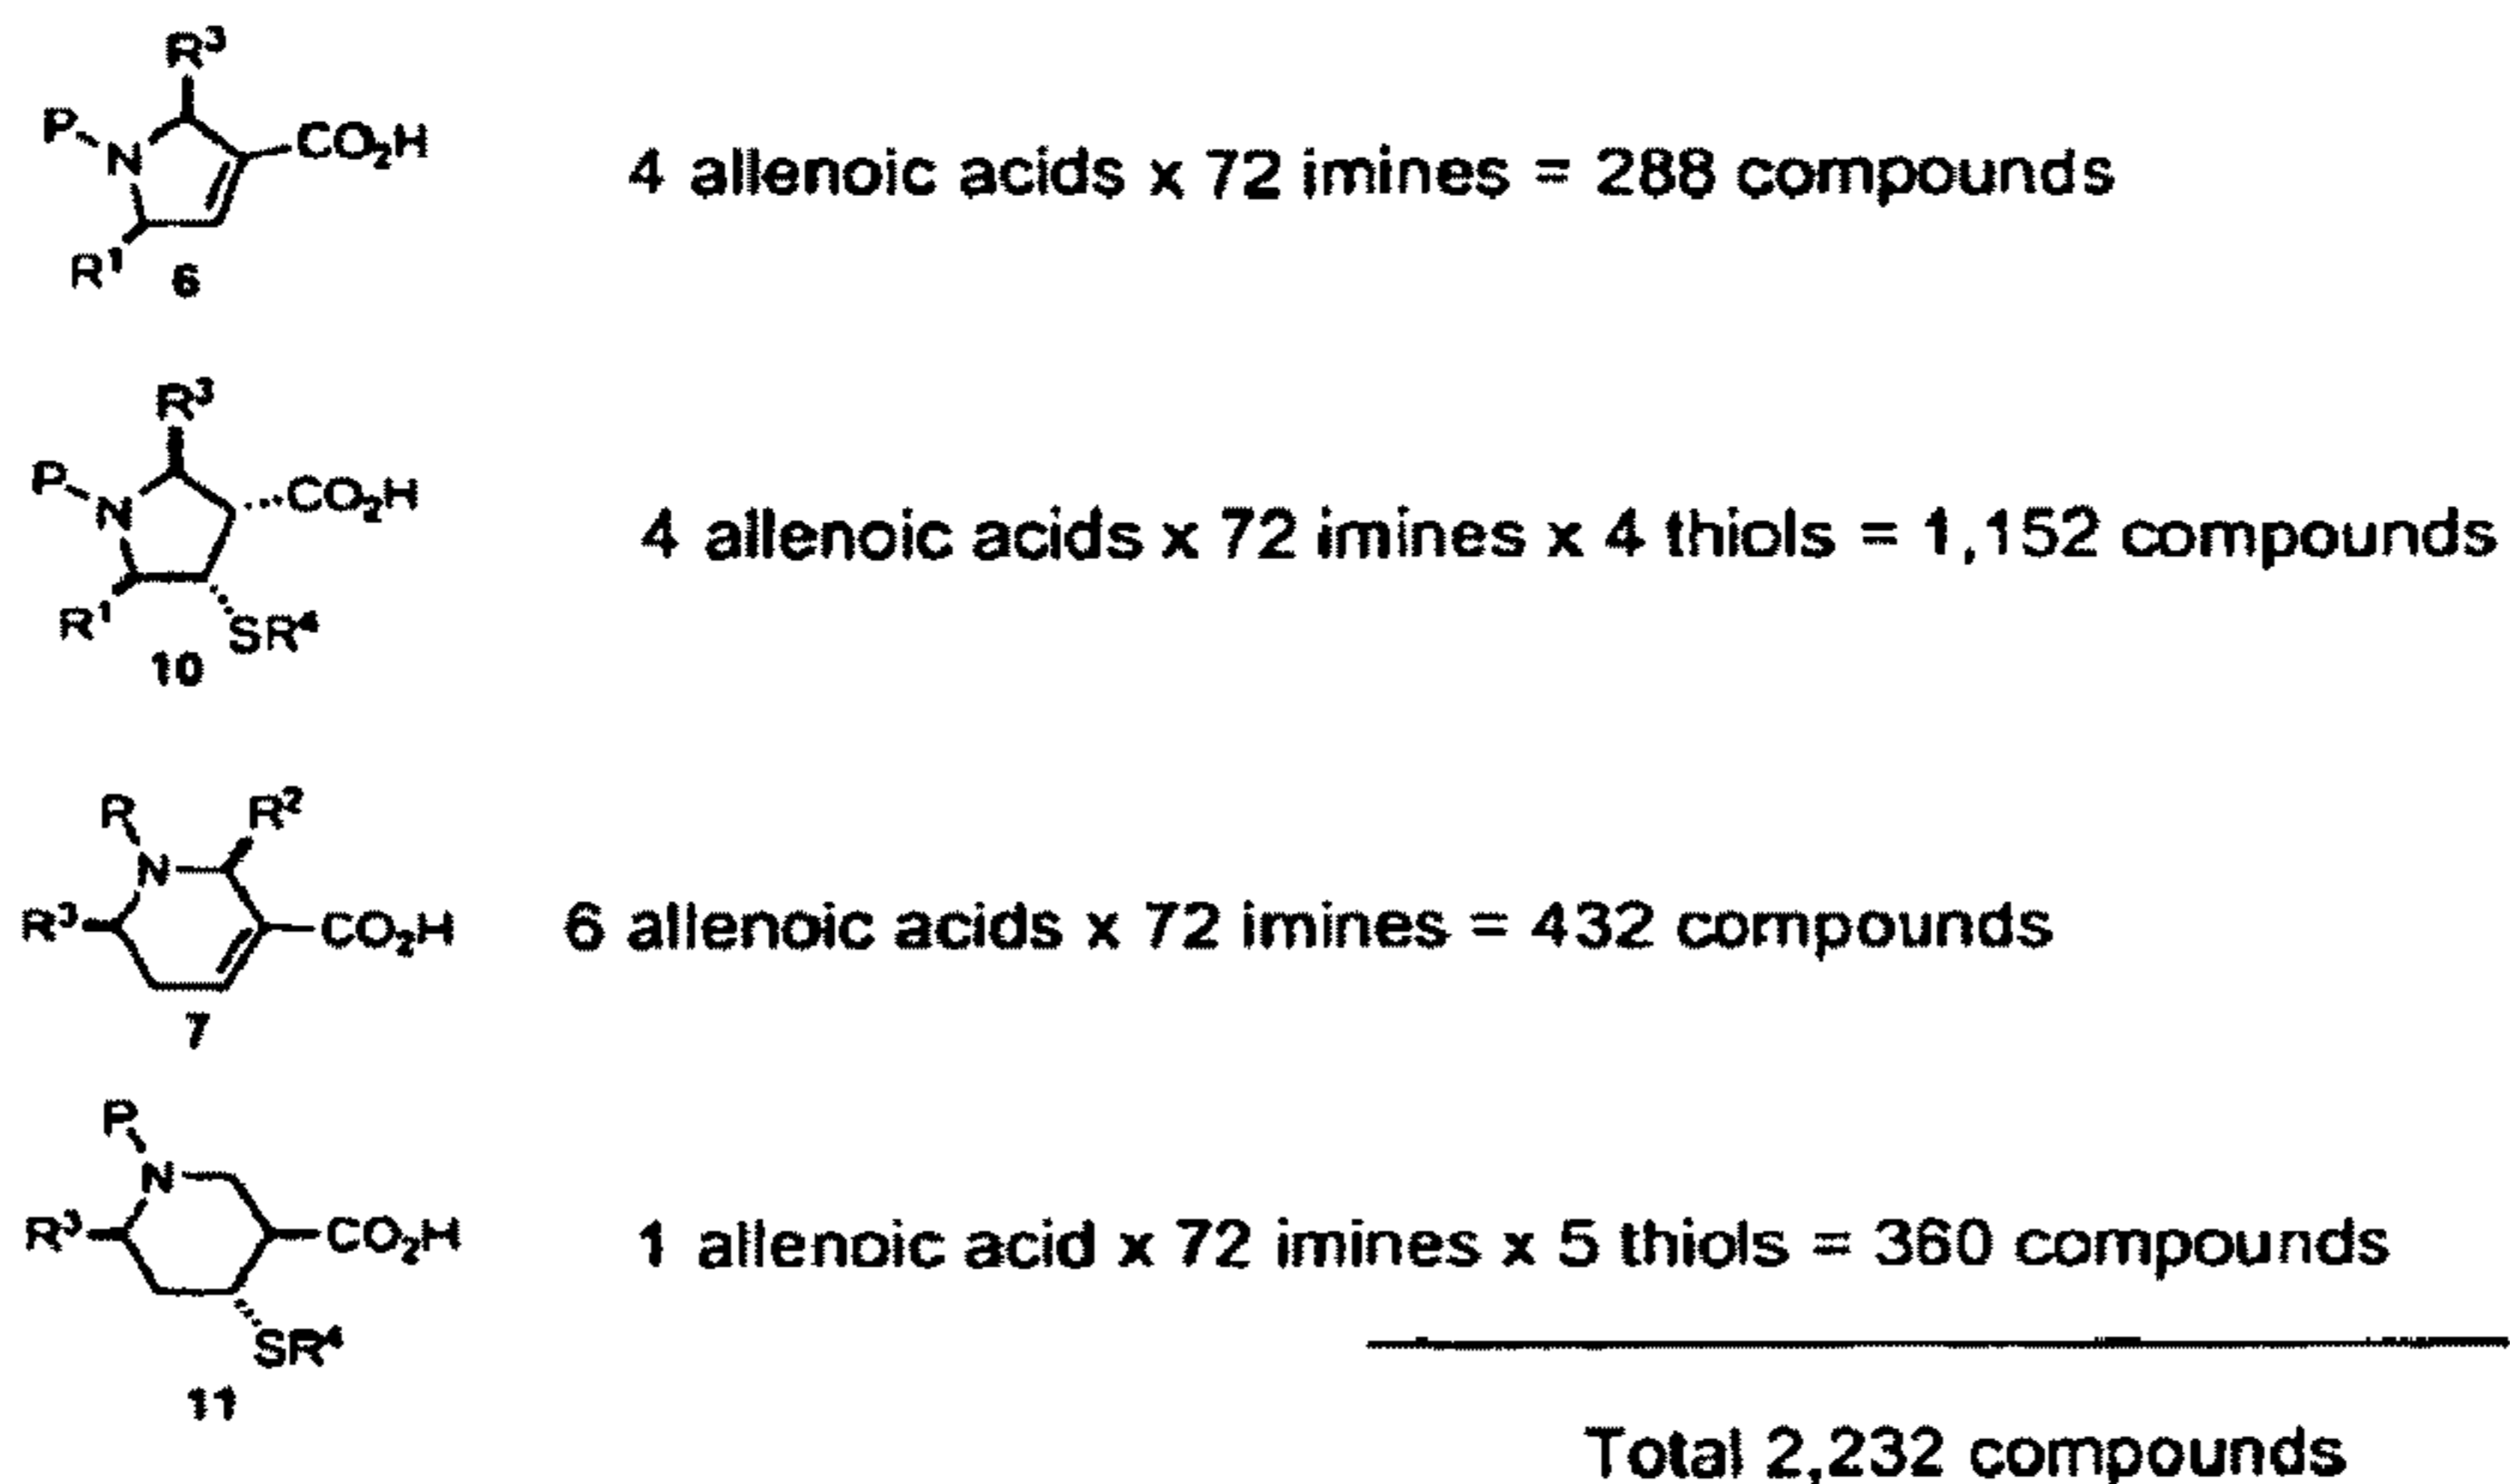 R³
P N CO₂H
4 allenoic acids x 72 imines = 288 compounds
R¹ 6
R³
P N CO₂H
4 allenoic acids x 72 imines x 4 thiols = 1,152 compounds
R¹ SR⁴
10
R R²
N
R³ CO₂H
6 allenoic acids x 72 imines = 432 compounds
7
P
N
R³ CO₂H
1 allenoic acid x 72 imines x 5 thiols = 360 compounds
SR⁴
11
Total 2,232 compounds